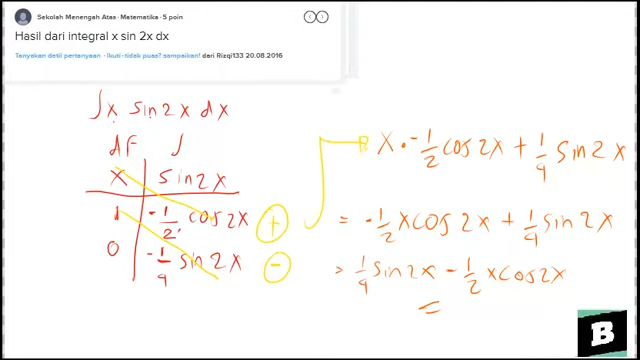 Sekolah Menengah Atas · Matematika · 5 poin
Hasil dari integral x sin 2x dx
Tanyakan detil pertanyaan · Ikuti · tidak puas? sampaikan! dari Rizqi133 20.08.2016
∫x sin 2x dx
dF ∫
x sin 2x
1 -1/2 cos 2x +
0 -1/4 sin 2x -
x · -1/2 cos 2x + 1/4 sin 2x
= -1/2 x cos 2x + 1/4 sin 2x
= 1/4 sin 2x - 1/2 x cos 2x
B